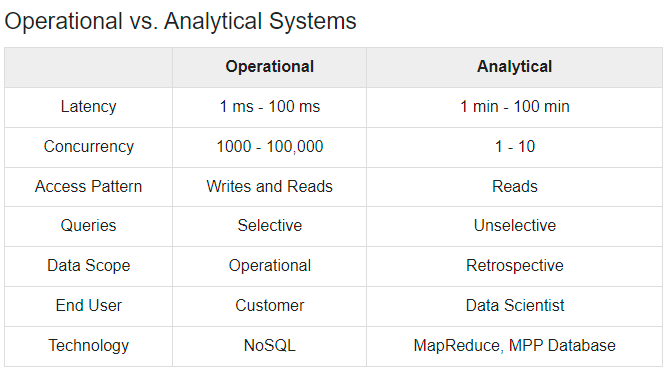 Operational vs. Analytical Systems
Operational Analytical
Latency 1 ms - 100 ms 1 min - 100 min
Concurrency 1000 - 100,000 1 - 10
Access Pattern Writes and Reads Reads
Queries Selective Unselective
Data Scope Operational Retrospective
End User Customer Data Scientist
Technology NoSQL MapReduce, MPP Database